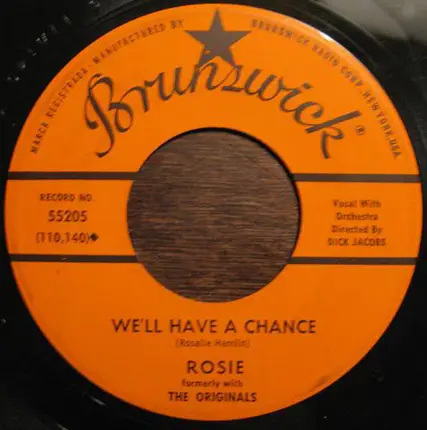 MARCA REGISTRADA · MANUFACTURED BY BRUNSWICK RADIO CORP. NEW YORK, USA
Brunswick
®
RECORD NO.
55205
(110,140)◆
Vocal With
Orchestra
Directed By
DICK JACOBS
WE'LL HAVE A CHANCE
(Rosalie Hamlin)
ROSIE
formerly with
THE ORIGINALS